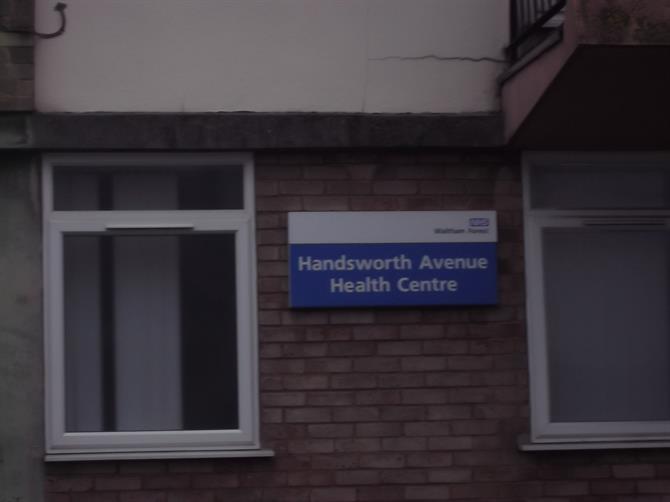 NHS
Waltham Forest
Handsworth Avenue
Health Centre